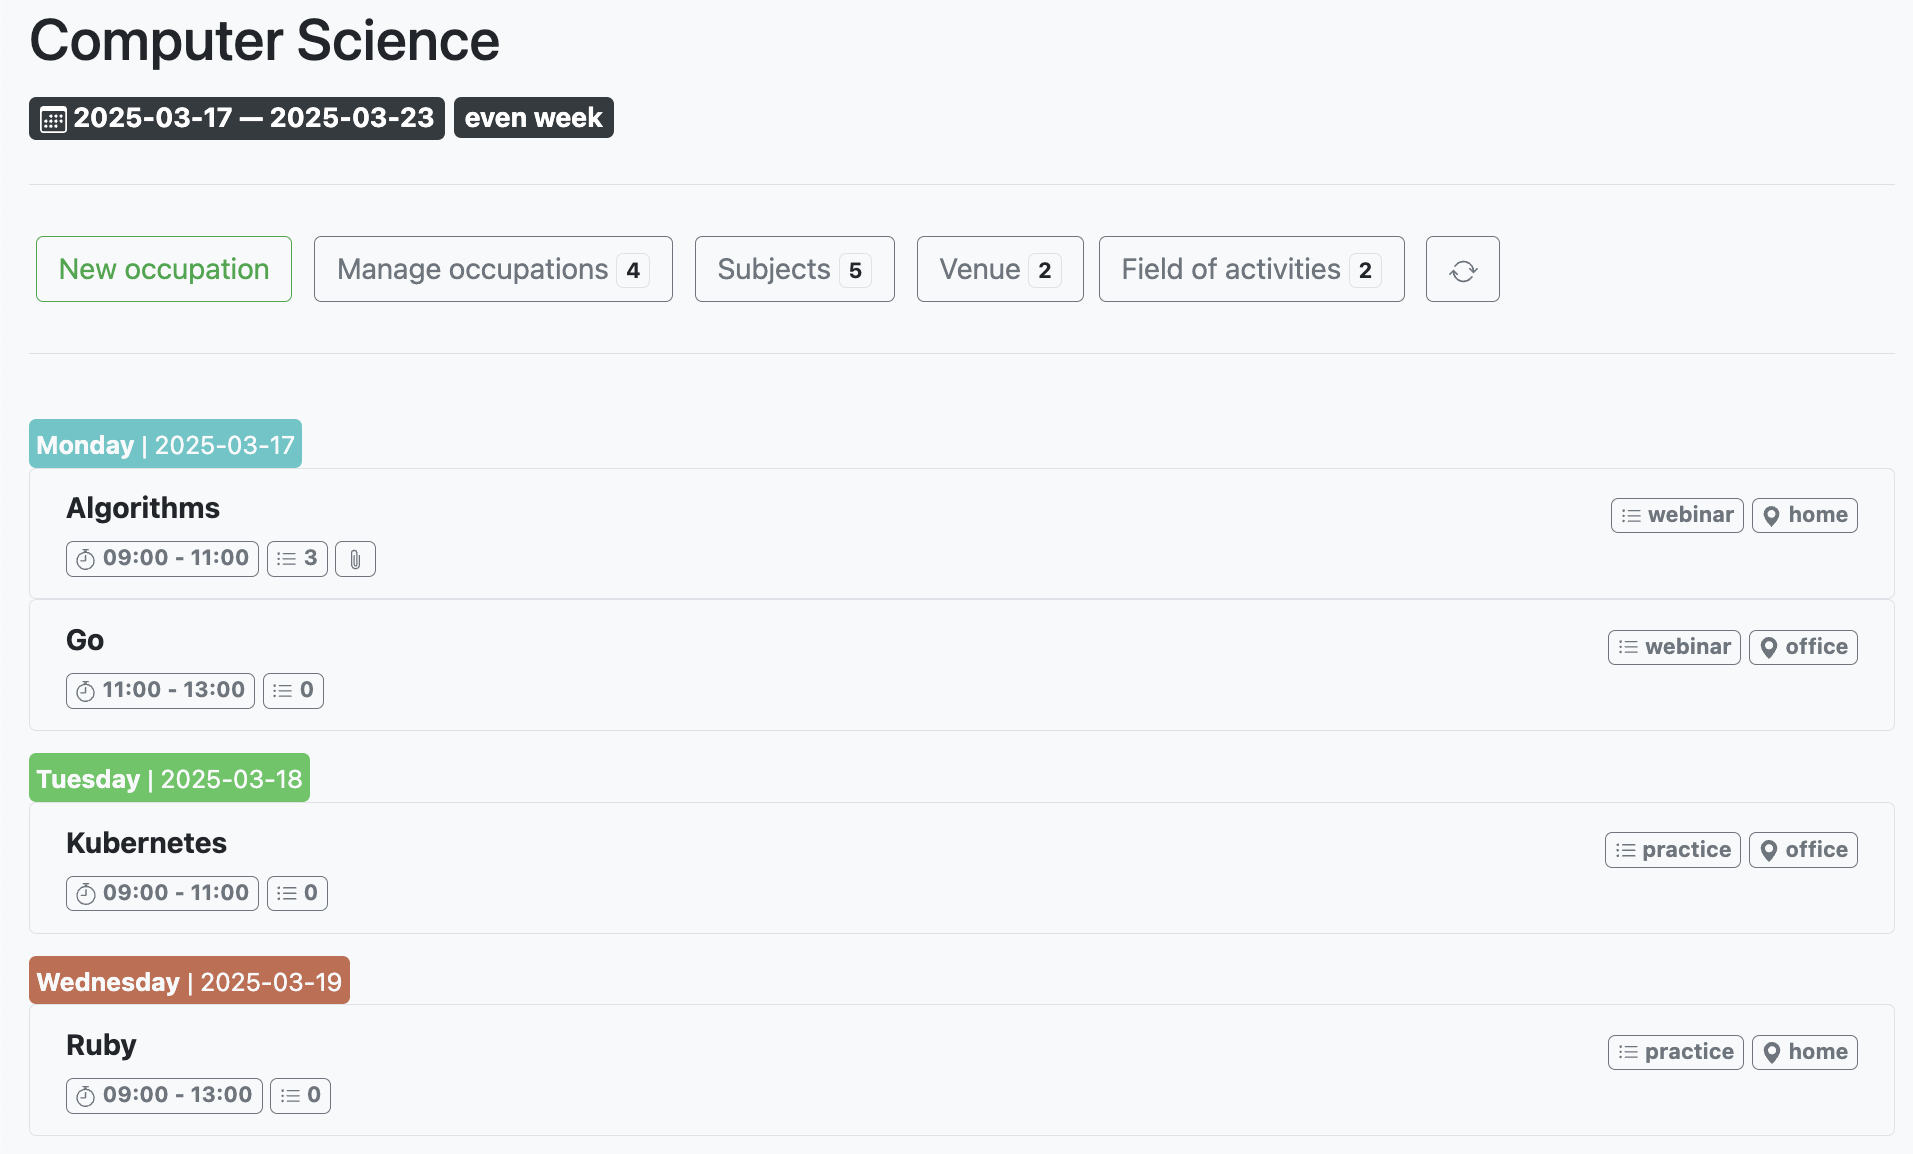 Computer Science
2025-03-17 — 2025-03-23 even week
New occupation Manage occupations 4 Subjects 5 Venue 2 Field of activities 2
Monday | 2025-03-17
Algorithms webinar home
09:00 - 11:00 3
Go webinar office
11:00 - 13:00 0
Tuesday | 2025-03-18
Kubernetes practice office
09:00 - 11:00 0
Wednesday | 2025-03-19
Ruby practice home
09:00 - 13:00 0